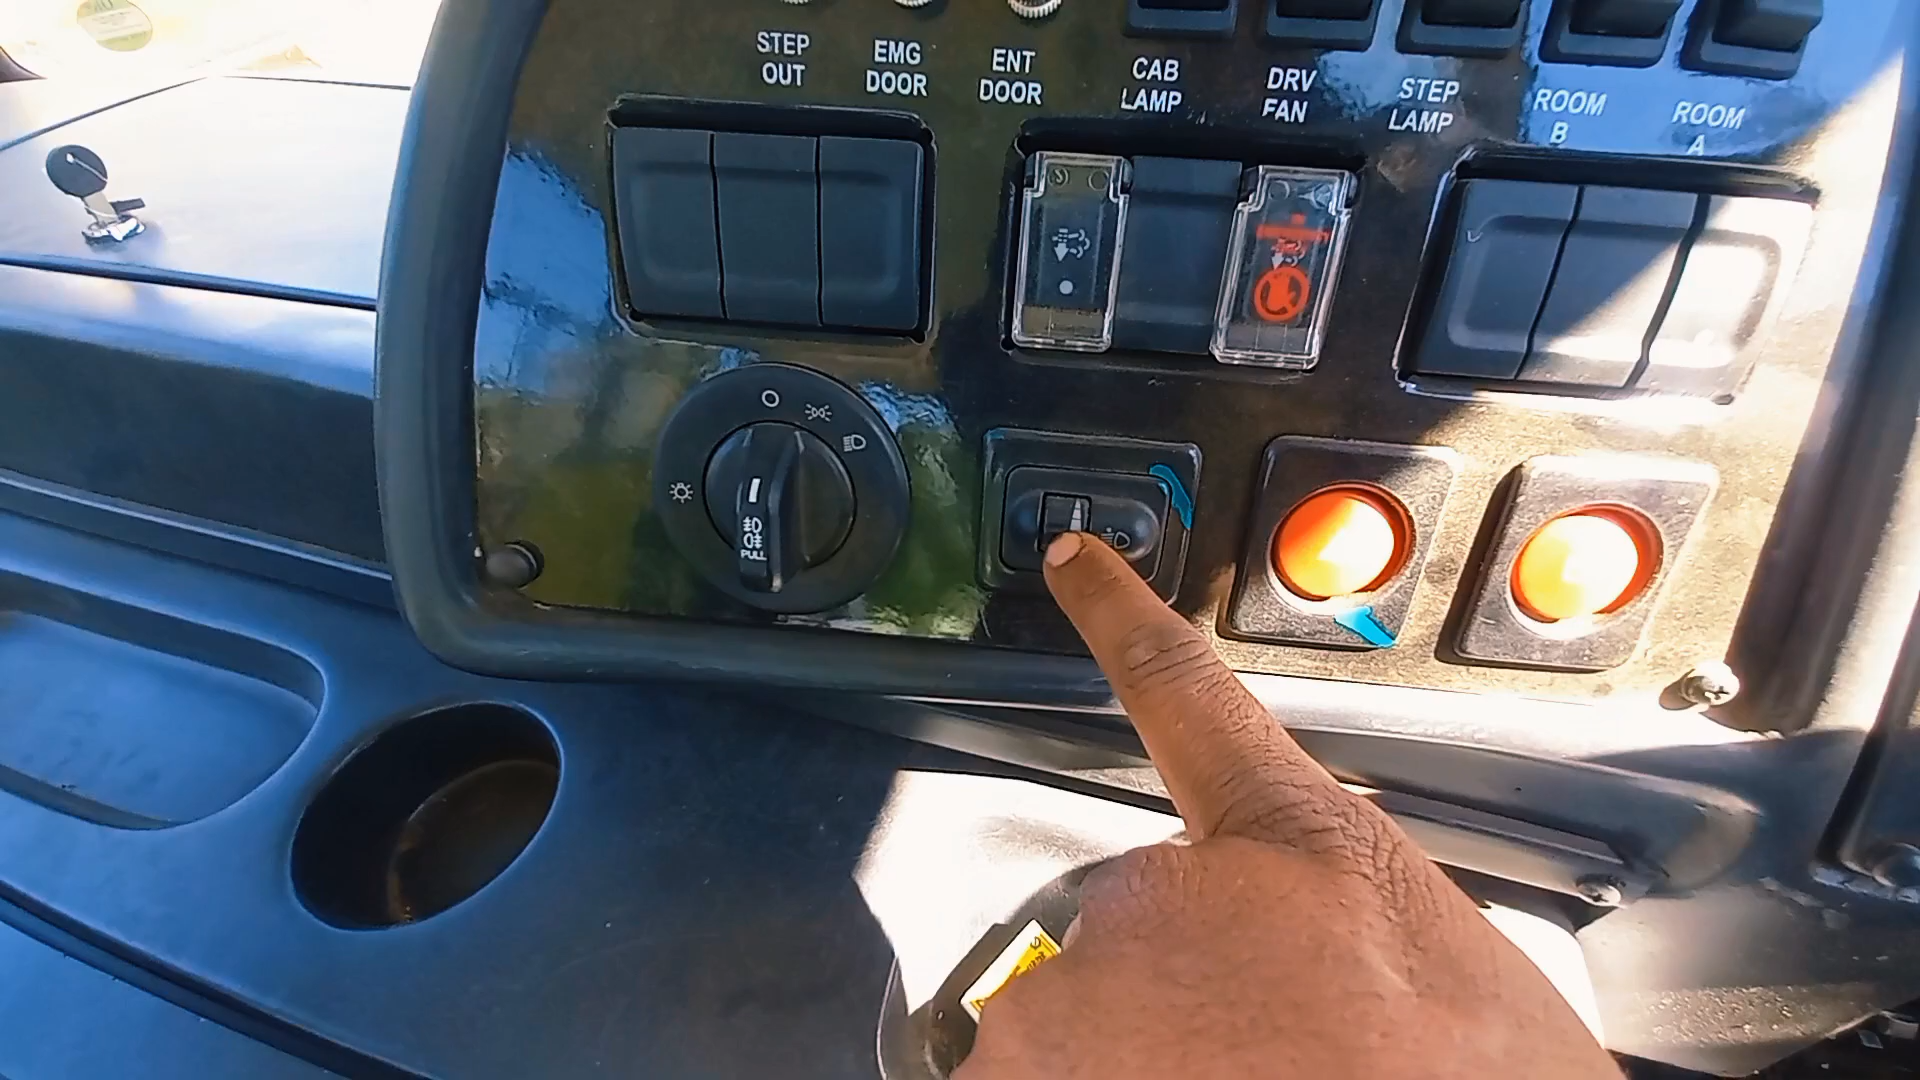 STEP
OUT
EMG
DOOR
ENT
DOOR
CAB
LAMP
DRV
FAN
STEP
LAMP
ROOM
B
ROOM
A
PULL